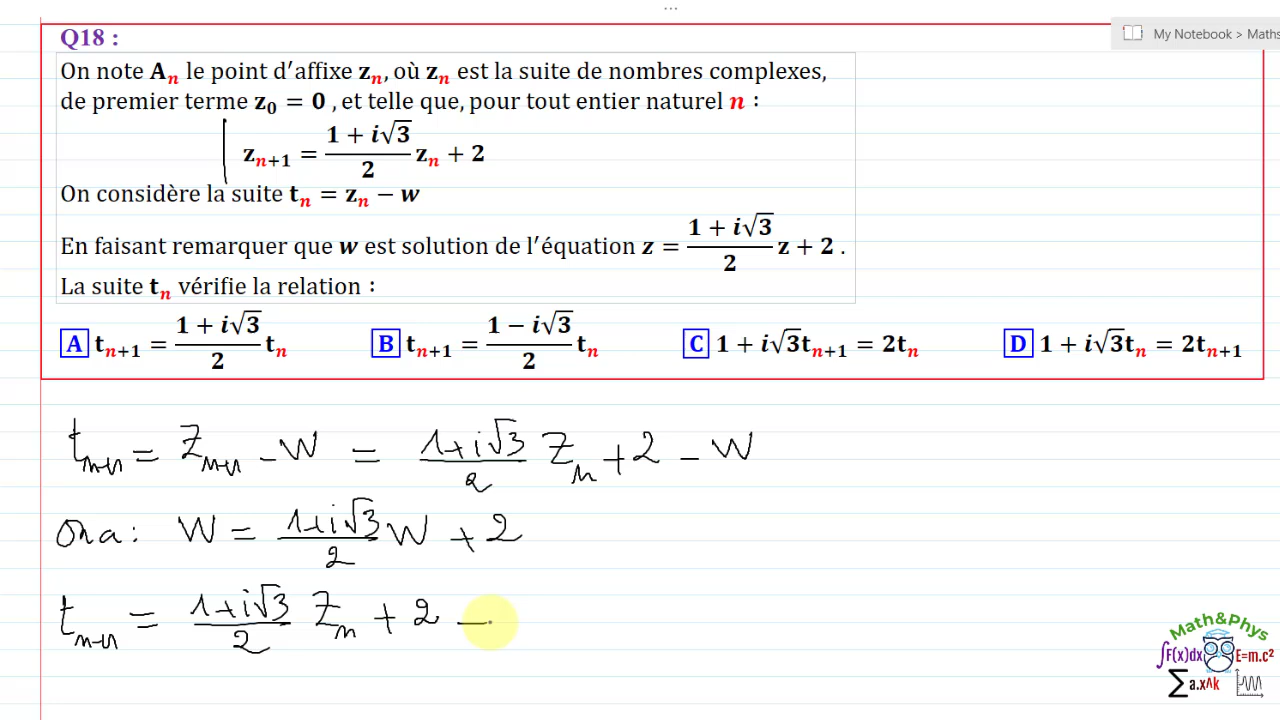 ...
My Notebook > Maths
Q18 :
On note Aₙ le point d'affixe zₙ, où zₙ est la suite de nombres complexes,
de premier terme z₀ = 0 , et telle que, pour tout entier naturel n :
zₙ₊₁ = (1 + i√3)/2 zₙ + 2
On considère la suite tₙ = zₙ − w
En faisant remarquer que w est solution de l'équation z = (1 + i√3)/2 z + 2 .
La suite tₙ vérifie la relation :
A tₙ₊₁ = (1 + i√3)/2 tₙ B tₙ₊₁ = (1 − i√3)/2 tₙ C 1 + i√3tₙ₊₁ = 2tₙ D 1 + i√3tₙ = 2tₙ₊₁
tₙ₊₁ = Zₙ₊₁ − W = (1+i√3)/2 Zₙ + 2 − W
On a : W = (1+i√3)/2 W + 2
tₙ₊₁ = (1+i√3)/2 Zₙ + 2 −
Math&Phys
∫F(x)dx E=m.c²
∑ a.x^k